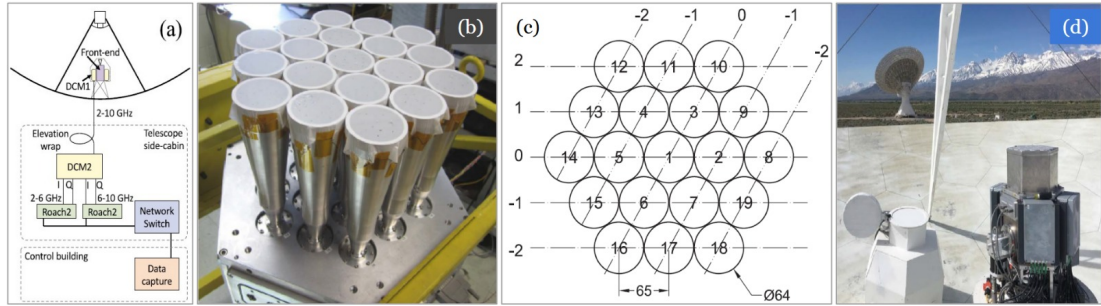 (a)
Front-end
DCM1
2-10 GHz
Elevation
wrap
Telescope
side-cabin
DCM2
I Q I Q
2-6 GHz
6-10 GHz
Roach2
Roach2
Network
Switch
Control building
Data
capture
(b)
(c)
-2 -1 0 -1
-2
2 12 11 10
1 13 4 3 9
0 14 5 1 2 8
-1 15 6 7 19
-2 16 17 18
65
Ø64
(d)